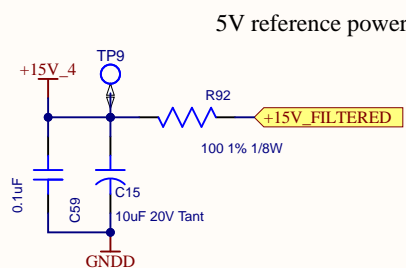 5V reference power
TP9
+15V_4
R92
+15V_FILTERED
100 1% 1/8W
0.1uF
C59
C15
10uF 20V Tant
GNDD